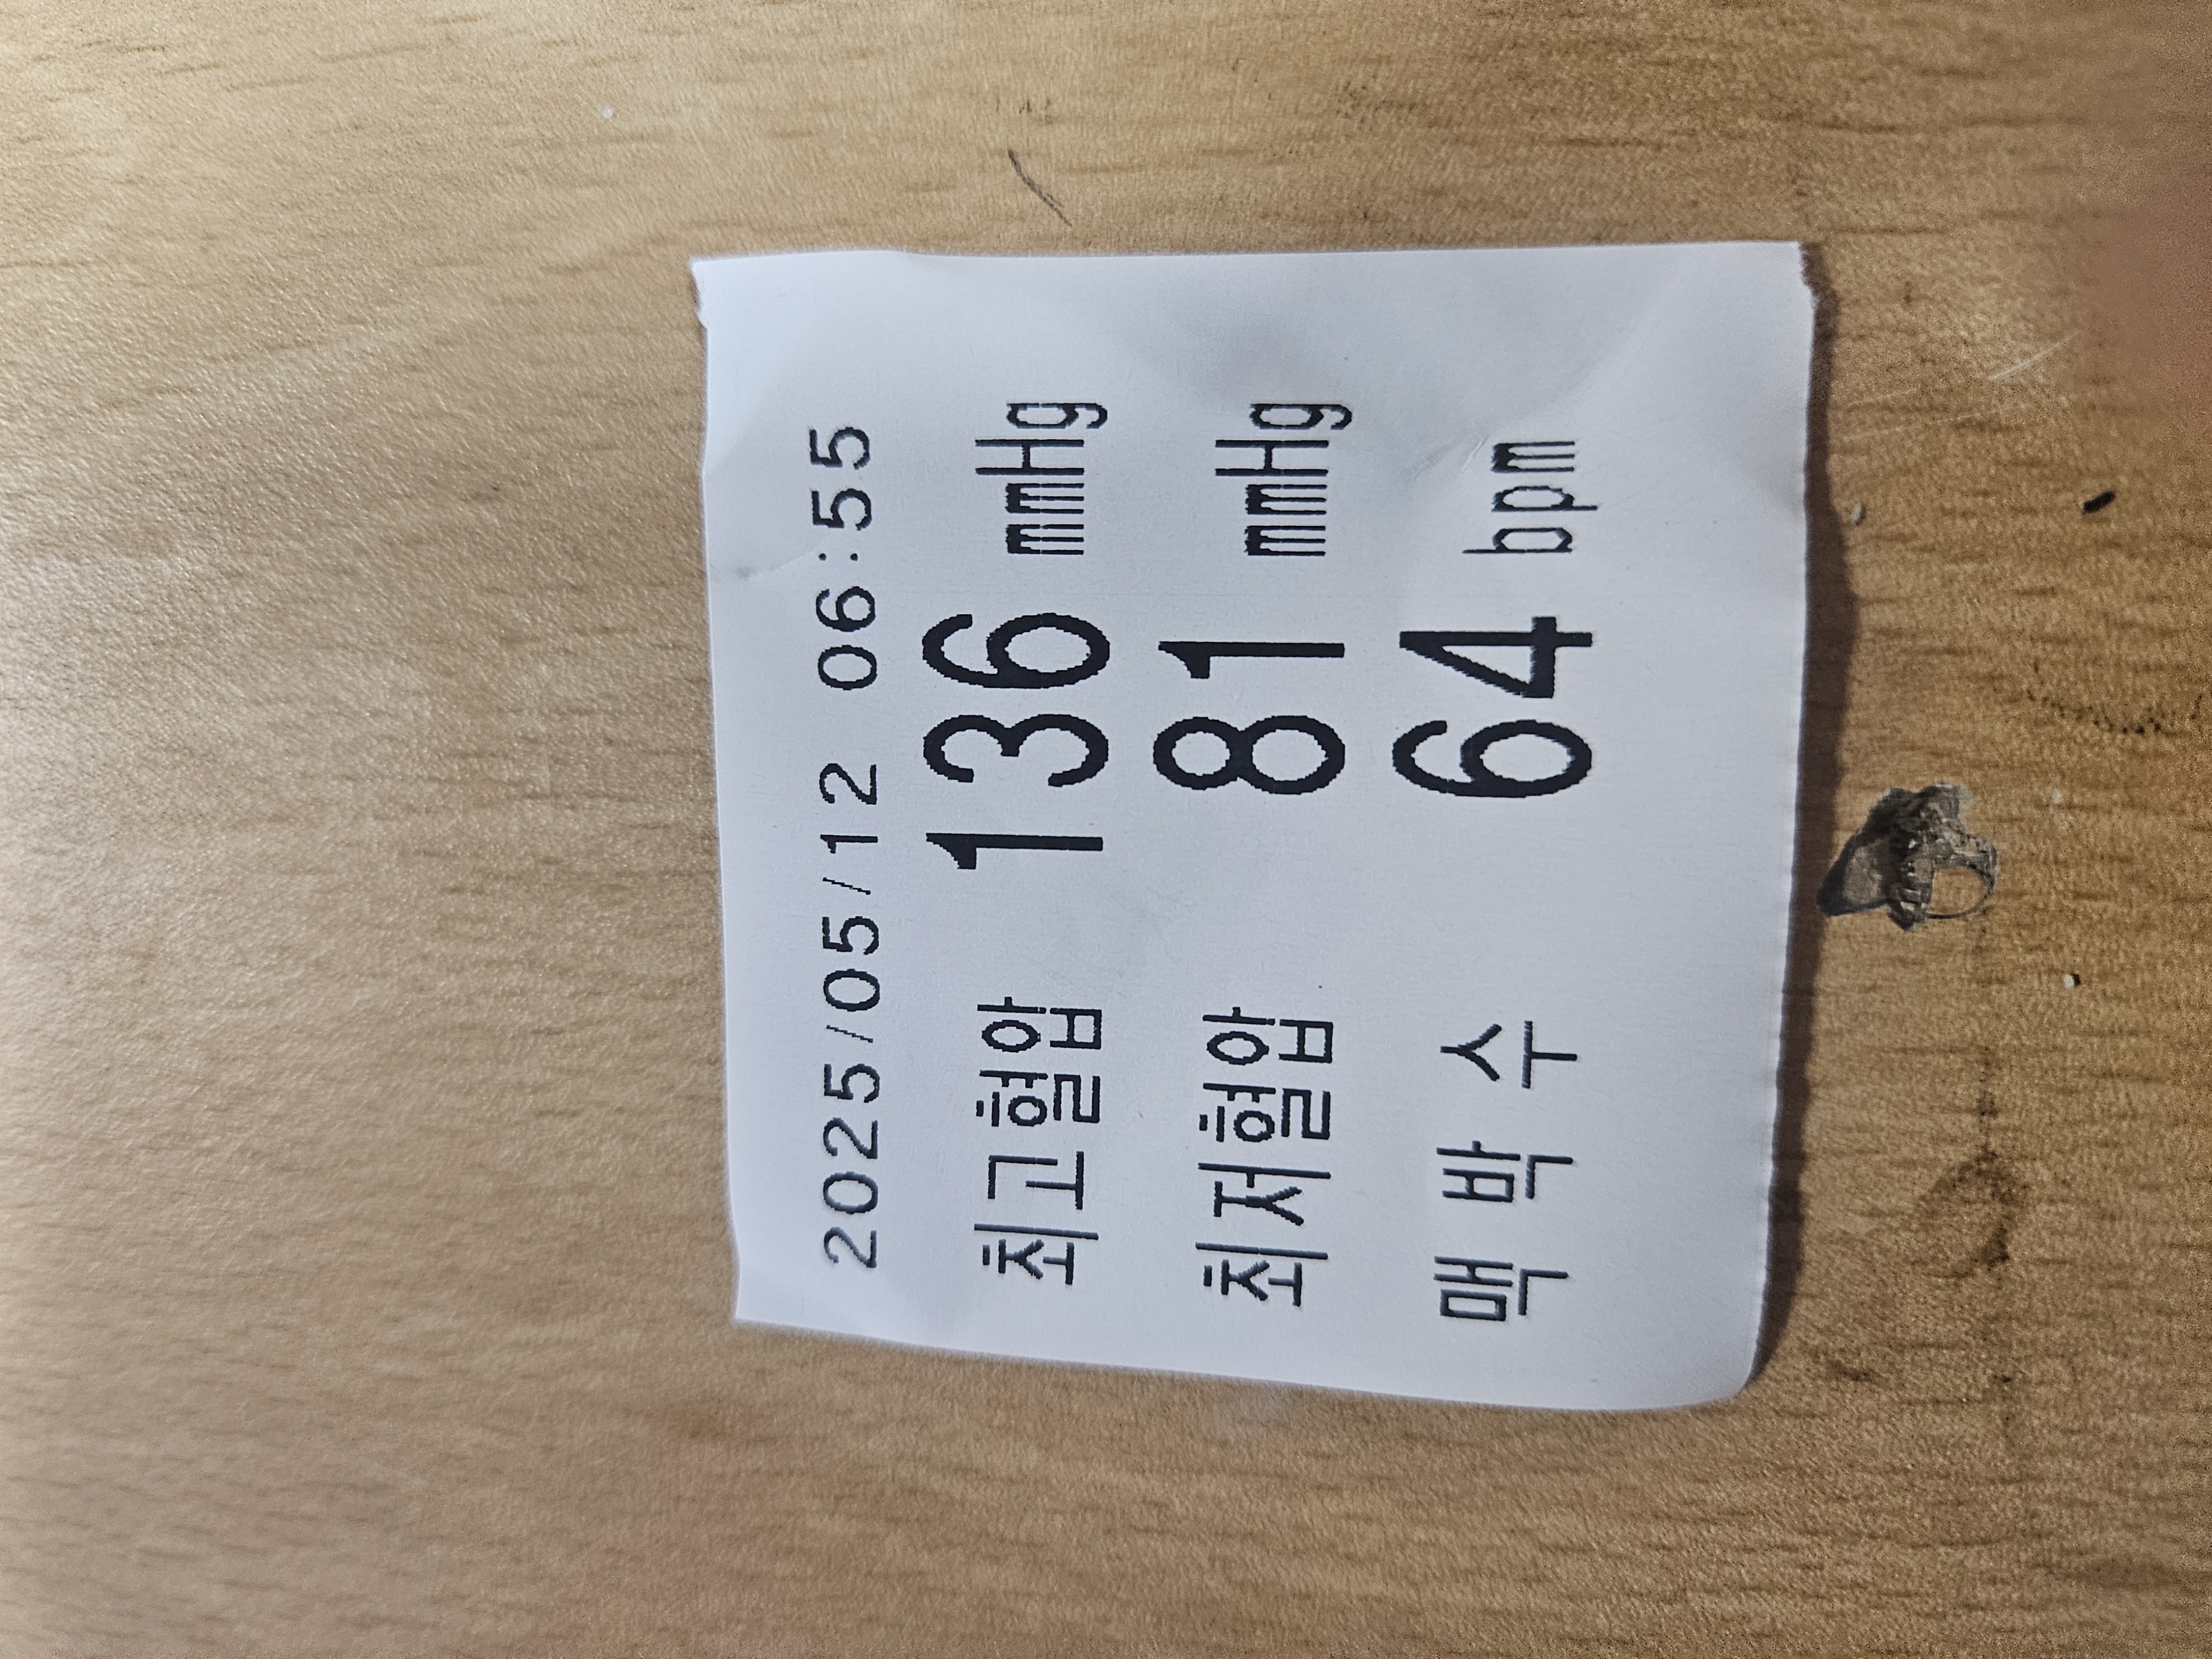 2025/05/12 06:55
최고혈압 136 mmHg
최저혈압 81 mmHg
맥 박 수 64 bpm